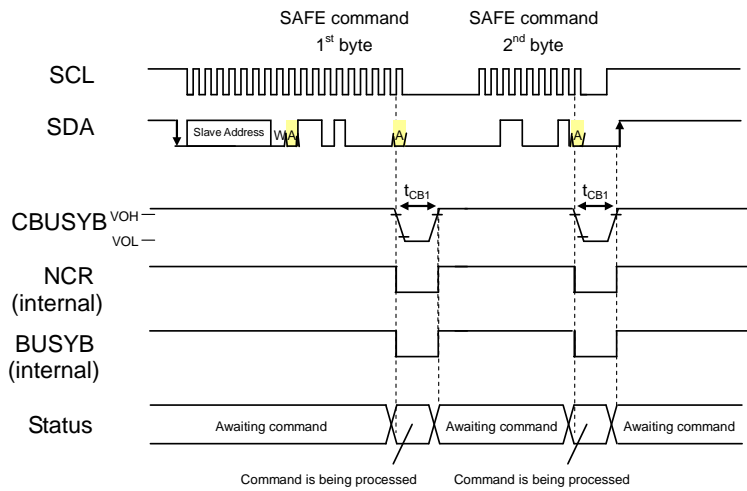 SAFE command
1st byte
SAFE command
2nd byte
SCL
SDA
Slave Address
W
A
A
A
tCB1
tCB1
CBUSYB
VOH
VOL
NCR
(internal)
BUSYB
(internal)
Status
Awaiting command
Awaiting command
Awaiting command
Command is being processed
Command is being processed